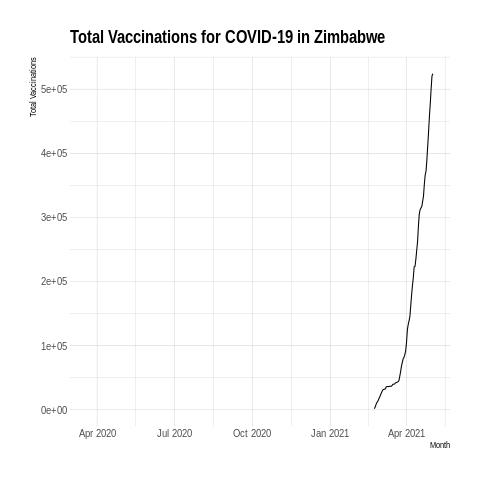 Total Vaccinations for COVID-19 in Zimbabwe
Total Vaccinations
5e+05
4e+05
3e+05
2e+05
1e+05
0e+00
Apr 2020
Jul 2020
Oct 2020
Jan 2021
Apr 2021
Month